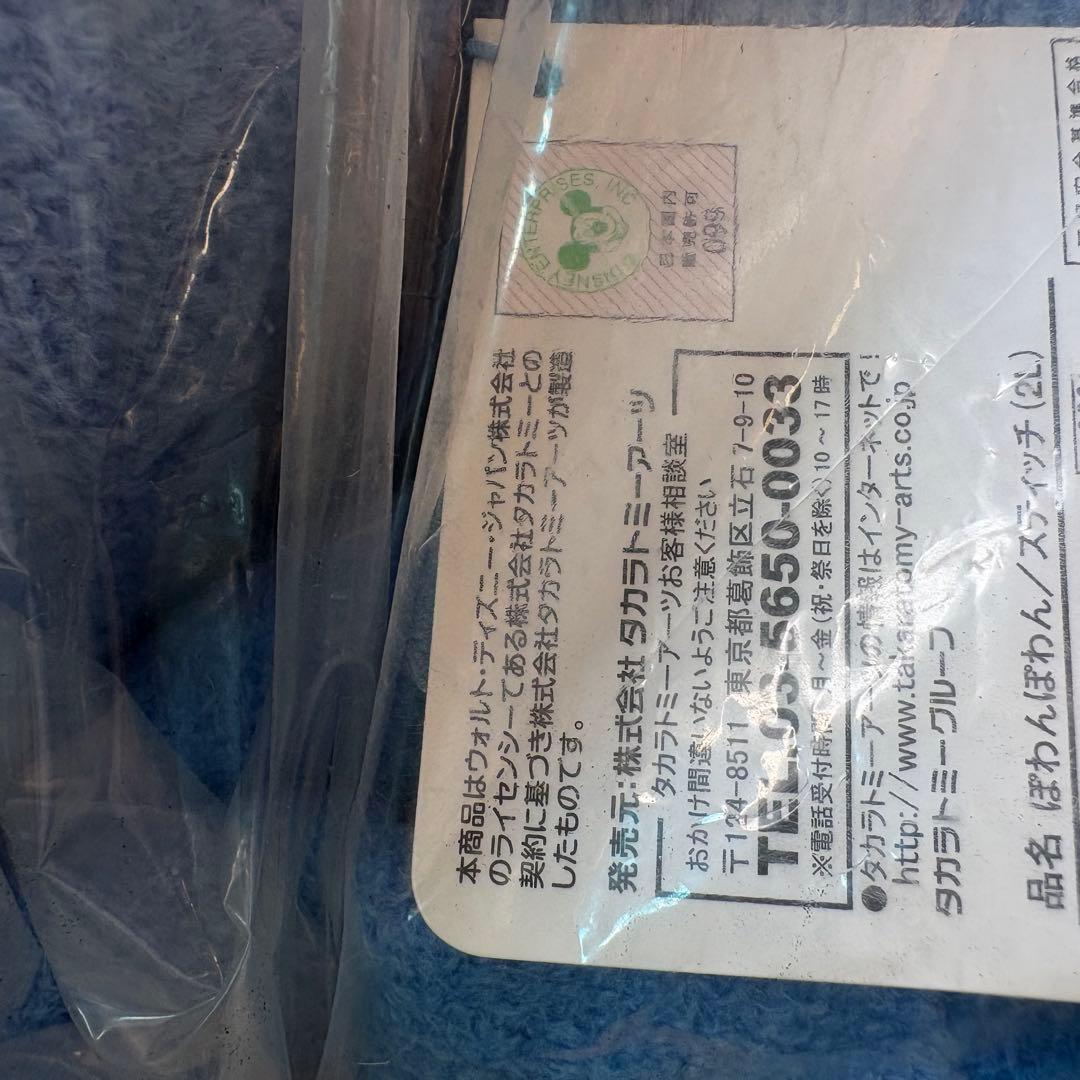 ©DISNEY ENTERPRISES, INC
日本国内
販売許可
本商品はウォルト・ディズニー・ジャパン株式会社
のライセンシーである株式会社タカラトミーとの
契約に基づき株式会社タカラトミーアーツが製造
したものです。
発売元:株式会社タカラトミーアーツ
タカラトミーアーツお客様相談室
おかけ間違いないようご注意ください
〒124-8511 東京都葛飾区立石 7-9-10
TEL.03-5650-0033
※電話受付時間 月~金(祝・祭日を除く)10~17時
●タカラトミーアーツの情報はインターネットで!
http://www.takaratomy-arts.co.jp
タカラトミーグループ
品名 ぽわんぽわん/スティッチ(2L)